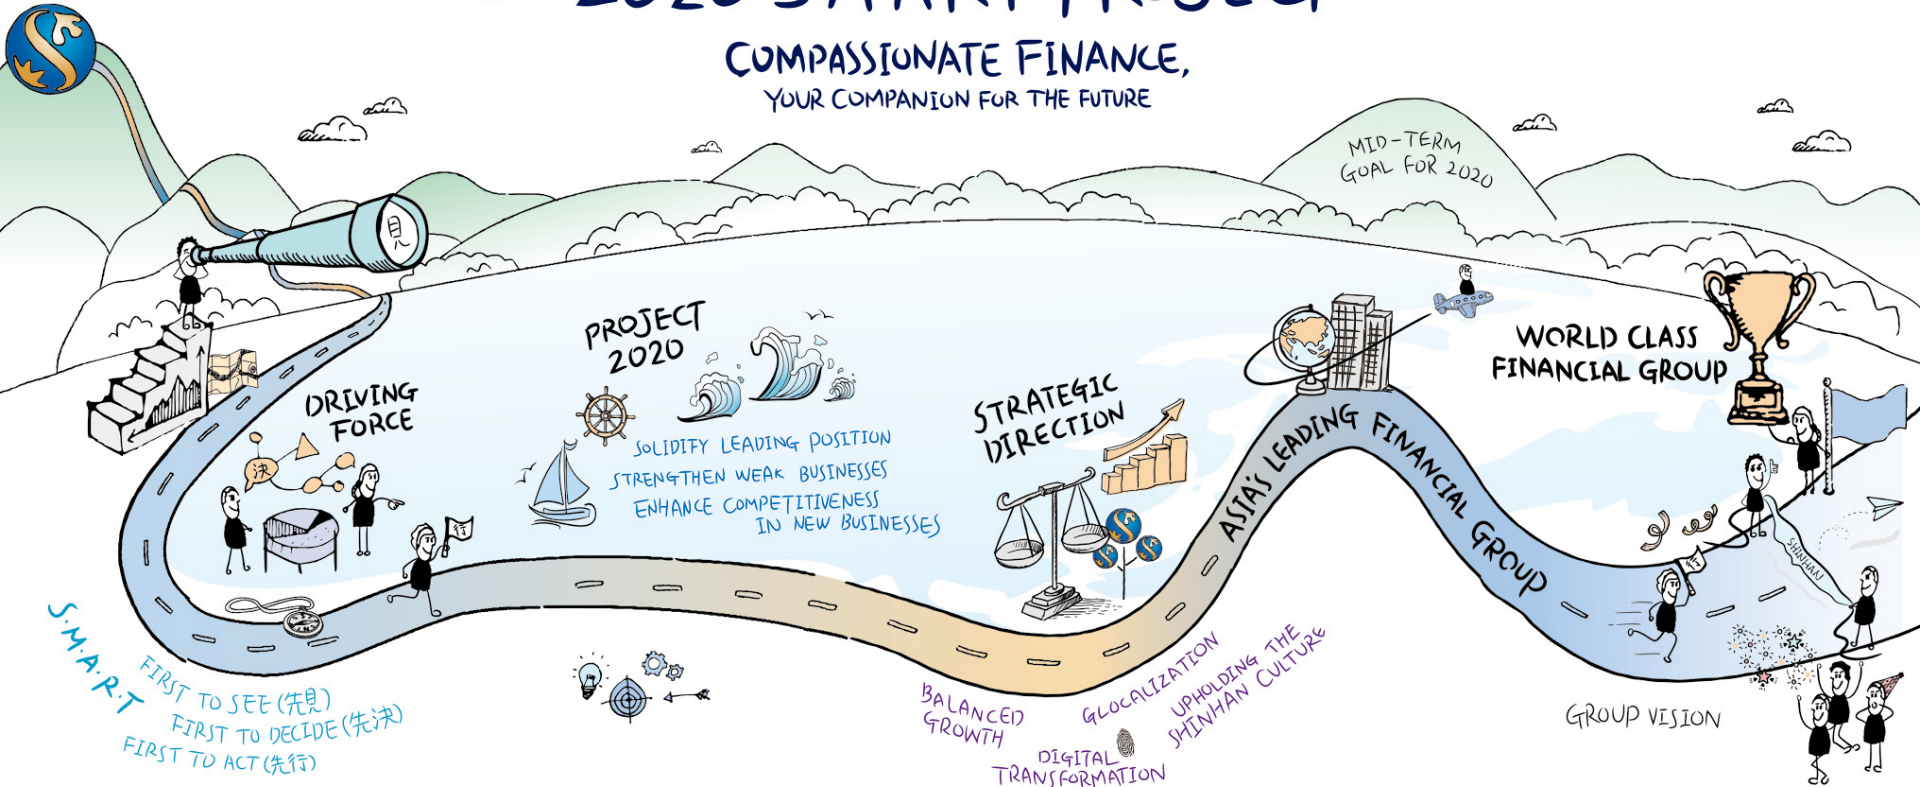 2020 S.M.A.R.T PROJECT
COMPASSIONATE FINANCE,
YOUR COMPANION FOR THE FUTURE
MID-TERM
GOAL FOR 2020
見
PROJECT
2020
SOLIDIFY LEADING POSITION
STRENGTHEN WEAK BUSINESSES
ENHANCE COMPETITIVENESS
IN NEW BUSINESSES
DRIVING
FORCE
決
STRATEGIC
DIRECTION
ASIA'S LEADING FINANCIAL GROUP
WORLD CLASS
FINANCIAL GROUP
SHINHAN
S.M.A.R.T
FIRST TO SEE (先見)
FIRST TO DECIDE (先決)
FIRST TO ACT (先行)
BALANCED
GROWTH
GLOCALIZATION
UPHOLDING THE
SHINHAN CULTURE
DIGITAL
TRANSFORMATION
GROUP VISION